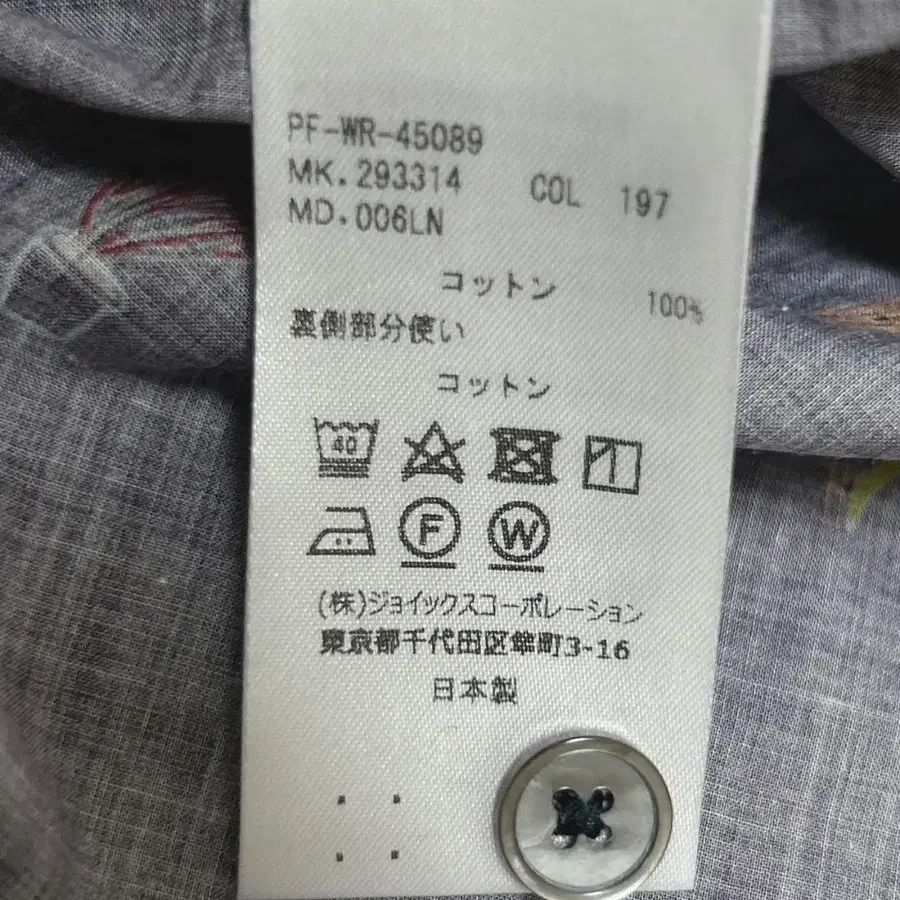 PF-WR-45089
MK.293314 COL 197
MD.006LN
コットン 100%
裏側部分使い
コットン
40
F W
(株)ジョイックスコーポレーション
東京都千代田区隼町3-16
日本製